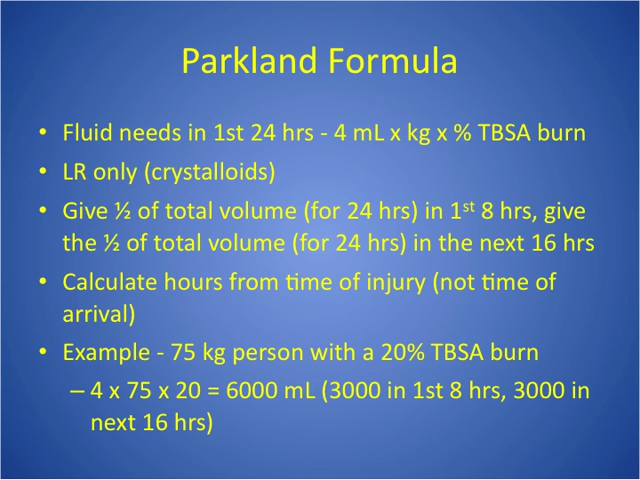 Parkland Formula
• Fluid needs in 1st 24 hrs - 4 mL x kg x % TBSA burn
• LR only (crystalloids)
• Give ½ of total volume (for 24 hrs) in 1st 8 hrs, give
the ½ of total volume (for 24 hrs) in the next 16 hrs
• Calculate hours from time of injury (not time of
arrival)
• Example - 75 kg person with a 20% TBSA burn
– 4 x 75 x 20 = 6000 mL (3000 in 1st 8 hrs, 3000 in
next 16 hrs)